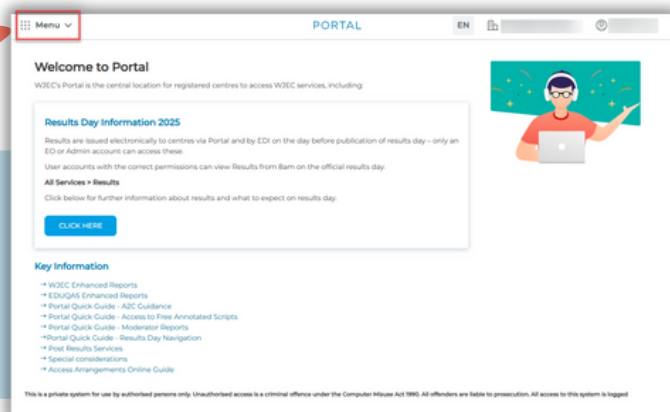 Menu
PORTAL
EN
Welcome to Portal
WJEC's Portal is the central location for registered centres to access WJEC services, including:
Results Day Information 2025
Results are issued electronically to centres via Portal and by EDI on the day before publication of results day – only an
EO or Admin account can access these.
User accounts with the correct permissions can view Results from 8am on the official results day.
All Services > Results
Click below for further information about results and what to expect on results day.
CLICK HERE
Key Information
→ WJEC Enhanced Reports
→ EDUQAS Enhanced Reports
→ Portal Quick Guide - A2C Guidance
→ Portal Quick Guide - Access to Free Annotated Scripts
→ Portal Quick Guide - Moderator Reports
→Portal Quick Guide - Results Day Navigation
→ Post Results Services
→ Special considerations
→ Access Arrangements Online Guide
This is a private system for use by authorised persons only. Unauthorised access is a criminal offence under the Computer Misuse Act 1990. All offenders are liable to prosecution. All access to this system is logged